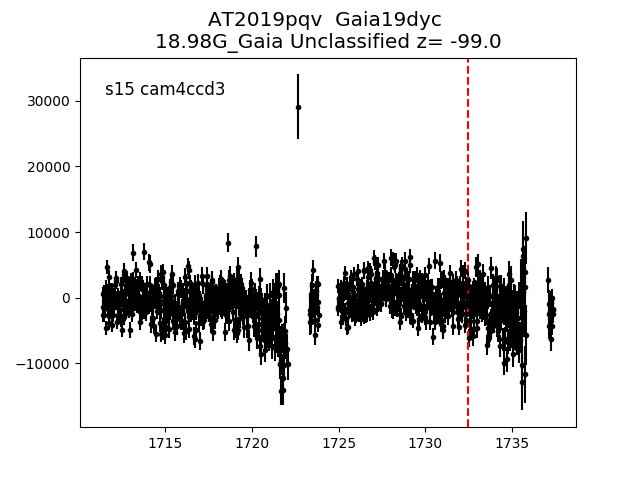 AT2019pqv  Gaia19dyc
18.98G_Gaia Unclassified z= -99.0
s15 cam4ccd3
30000
20000
10000
0
−10000
1715 1720 1725 1730 1735